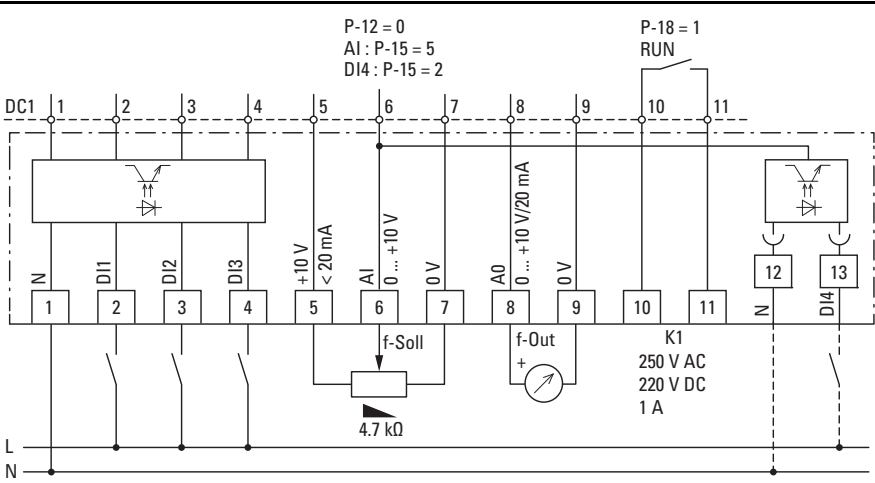 P-12 = 0
AI : P-15 = 5
DI4 : P-15 = 2
P-18 = 1
RUN
DC1 1 2 3 4 5 6 7 8 9 10 11
N
DI1
DI2
DI3
+10 V
< 20 mA
AI
0 ... +10 V
0 V
A0
0 ... +10 V/20 mA
0 V
12
13
N
DI4
1 2 3 4 5 6 7 8 9 10 11
f-Soll
f-Out
+
K1
250 V AC
220 V DC
1 A
4.7 kΩ
L
N